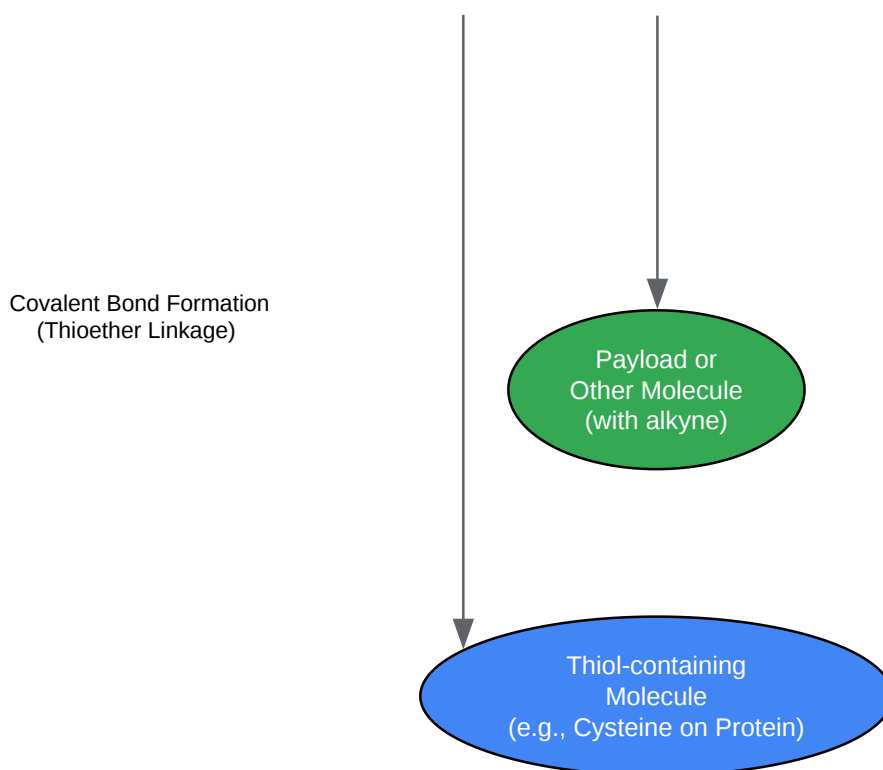 Covalent Bond Formation
(Thioether Linkage)
Payload or
Other Molecule
(with alkyne)
Thiol-containing
Molecule
(e.g., Cysteine on Protein)